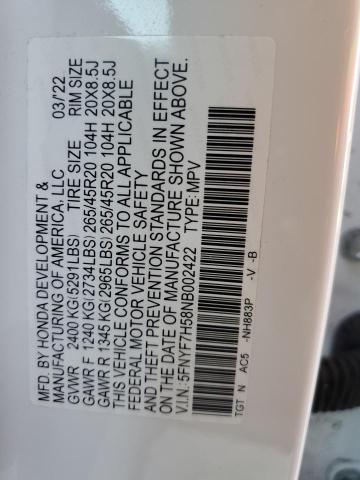 MFD. BY HONDA DEVELOPMENT & 03/22
MANUFACTURING OF AMERICA, LLC
GVWR 2400 KG(5291LBS) TIRE SIZE RIM SIZE
GAWR F 1240 KG(2734LBS) 265/45R20 104H 20X8.5J
GAWR R 1345 KG(2965LBS) 265/45R20 104H 20X8.5J
THIS VEHICLE CONFORMS TO ALL APPLICABLE
FEDERAL MOTOR VEHICLE SAFETY
AND THEFT PREVENTION STANDARDS IN EFFECT
ON THE DATE OF MANUFACTURE SHOWN ABOVE.
V.I.N: 5FNYF7H58NB002422 TYPE: MPV
TGT N AC5 -NH883P -V -B